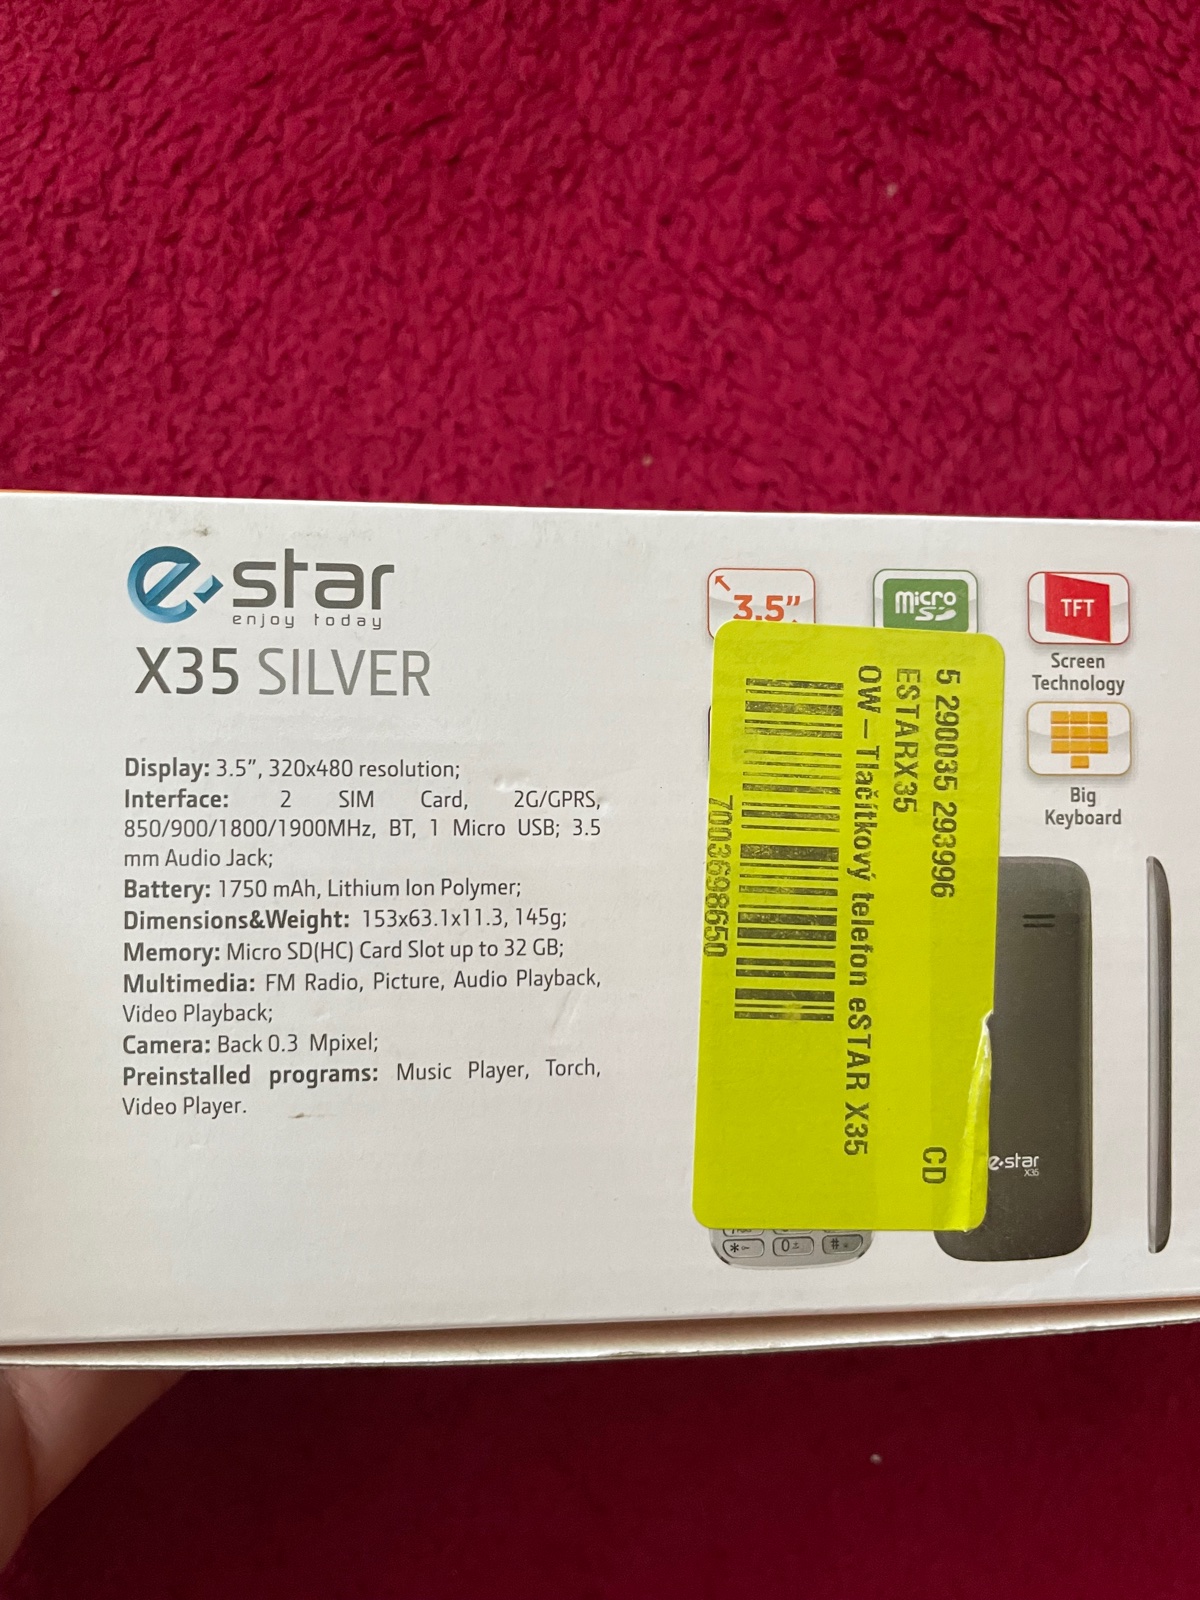 e-star
enjoy today
X35 SILVER
Display: 3.5”, 320x480 resolution;
Interface: 2 SIM Card, 2G/GPRS,
850/900/1800/1900MHz, BT, 1 Micro USB; 3.5
mm Audio Jack;
Battery: 1750 mAh, Lithium Ion Polymer;
Dimensions&Weight: 153x63.1x11.3, 145g;
Memory: Micro SD(HC) Card Slot up to 32 GB;
Multimedia: FM Radio, Picture, Audio Playback,
Video Playback;
Camera: Back 0.3 Mpixel;
Preinstalled programs: Music Player, Torch,
Video Player.
3.5”
micro
SD
TFT
Screen
Technology
Big
Keyboard
5 290035 293996 CD
ESTARX35
OW – Tlačítkový telefon eSTAR X35
7003698650
e-star
X35
* 0 #